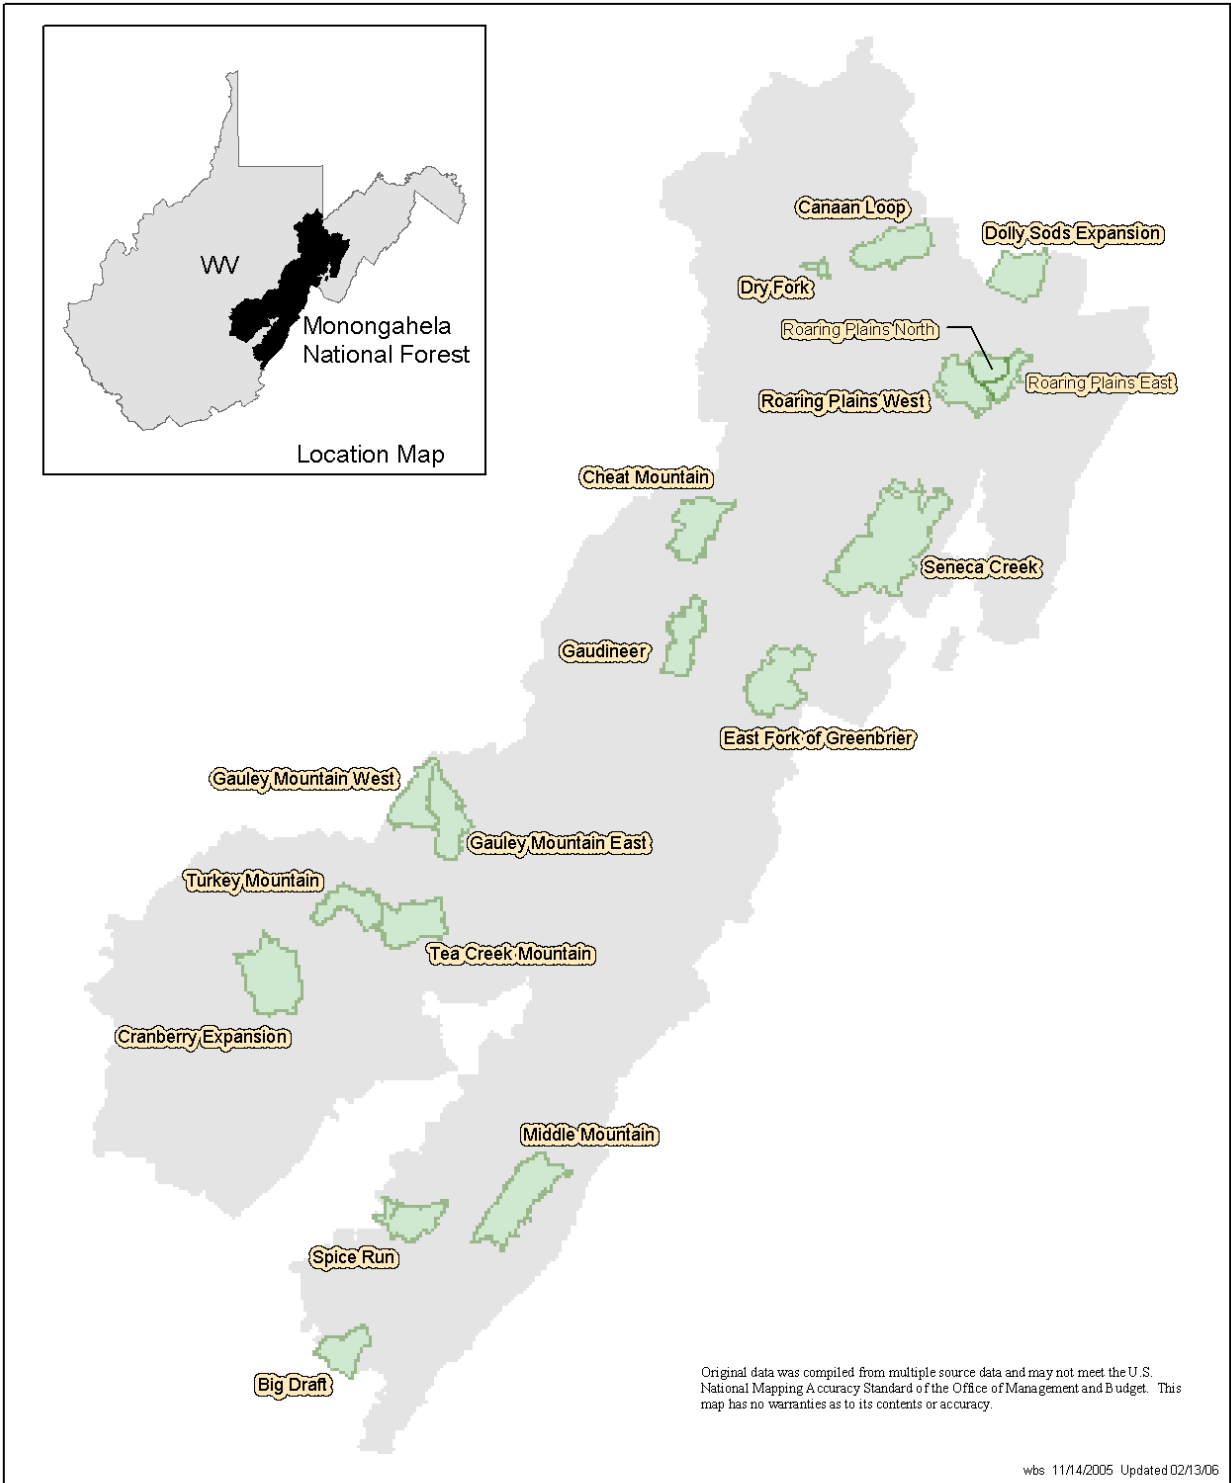 WV
Monongahela
National Forest
Location Map
Canaan Loop
Dolly Sods Expansion
Dry Fork
Roaring Plains North
Roaring Plains East
Roaring Plains West
Cheat Mountain
Seneca Creek
Gaudineer
East Fork of Greenbrier
Gauley Mountain West
Gauley Mountain East
Turkey Mountain
Tea Creek Mountain
Cranberry Expansion
Middle Mountain
Spice Run
Big Draft
Original data was compiled from multiple source data and may not meet the U.S.
National Mapping Accuracy Standard of the Office of Management and Budget. This
map has no warranties as to its contents or accuracy.
wbs 11/14/2005 Updated 02/13/06